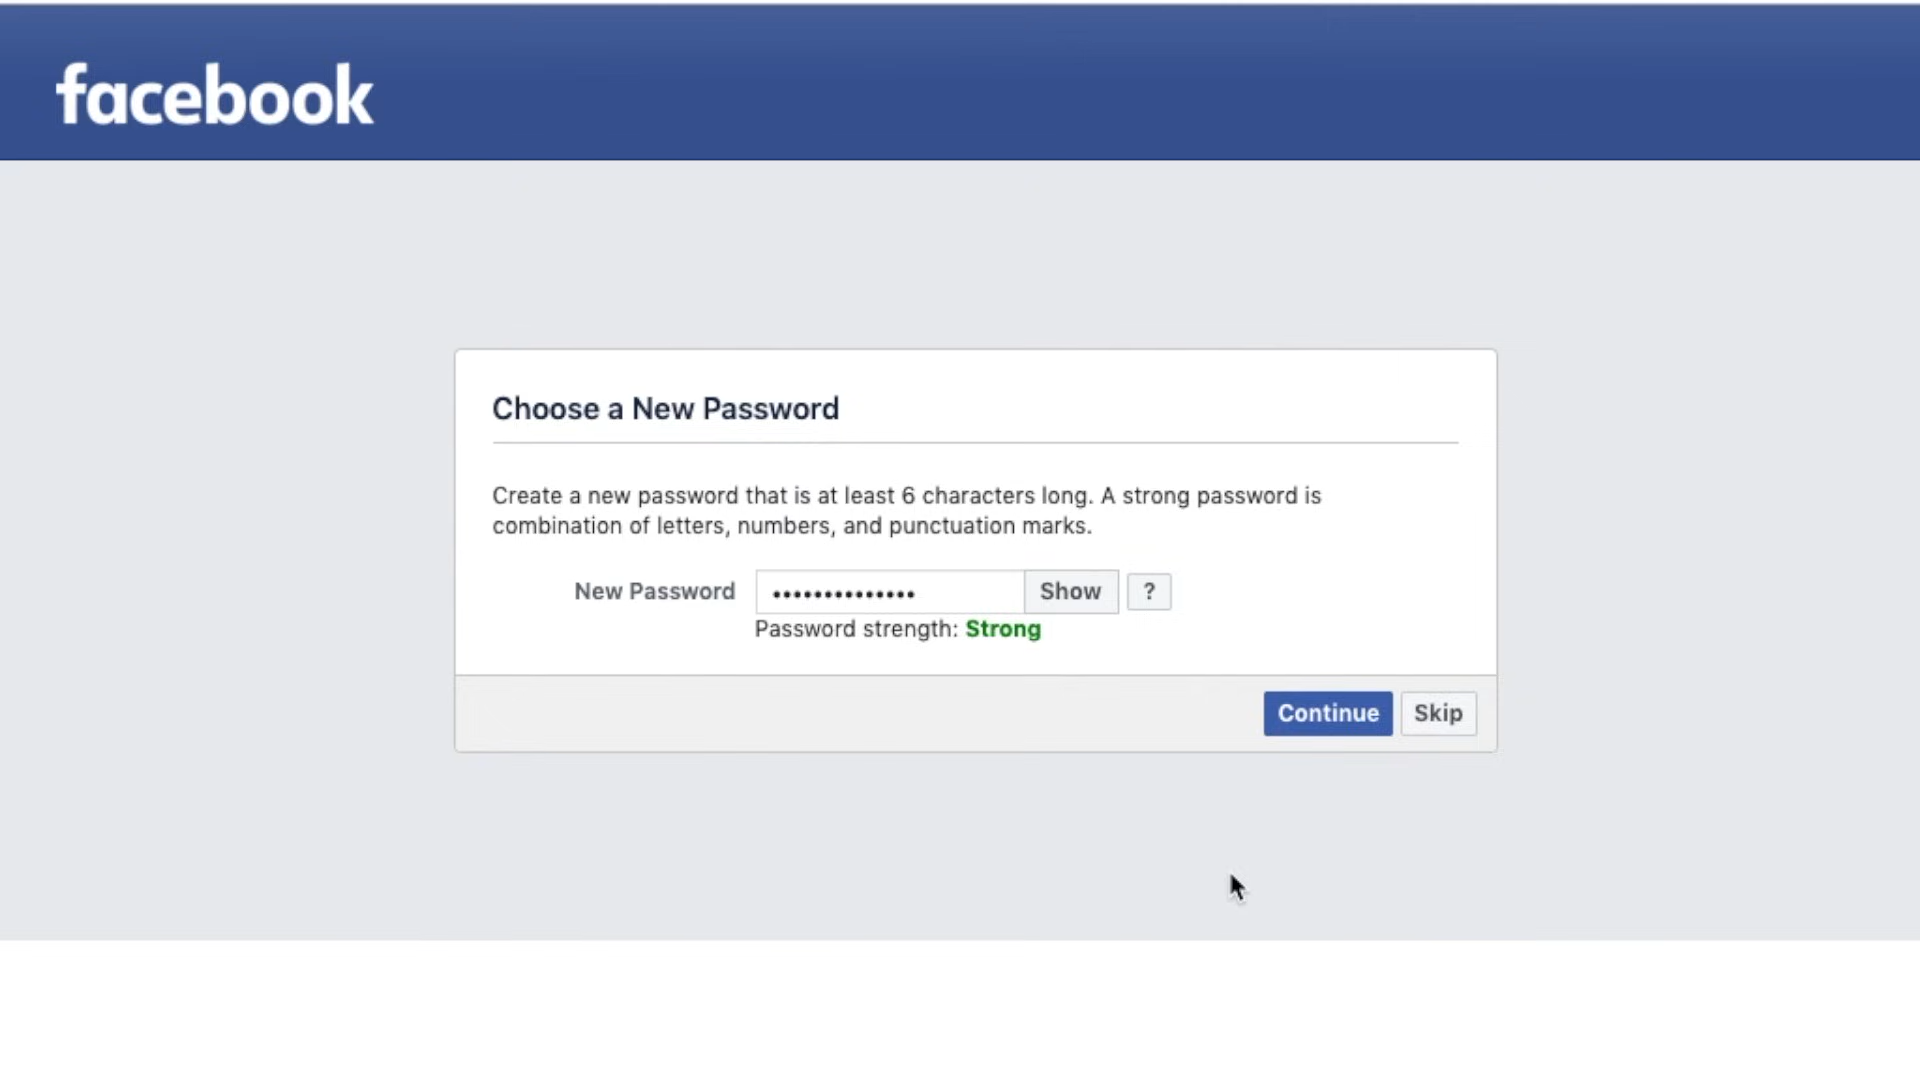 facebook
Choose a New Password
Create a new password that is at least 6 characters long. A strong password is
combination of letters, numbers, and punctuation marks.
New Password •••••••••••••• Show ?
Password strength: Strong
Continue Skip